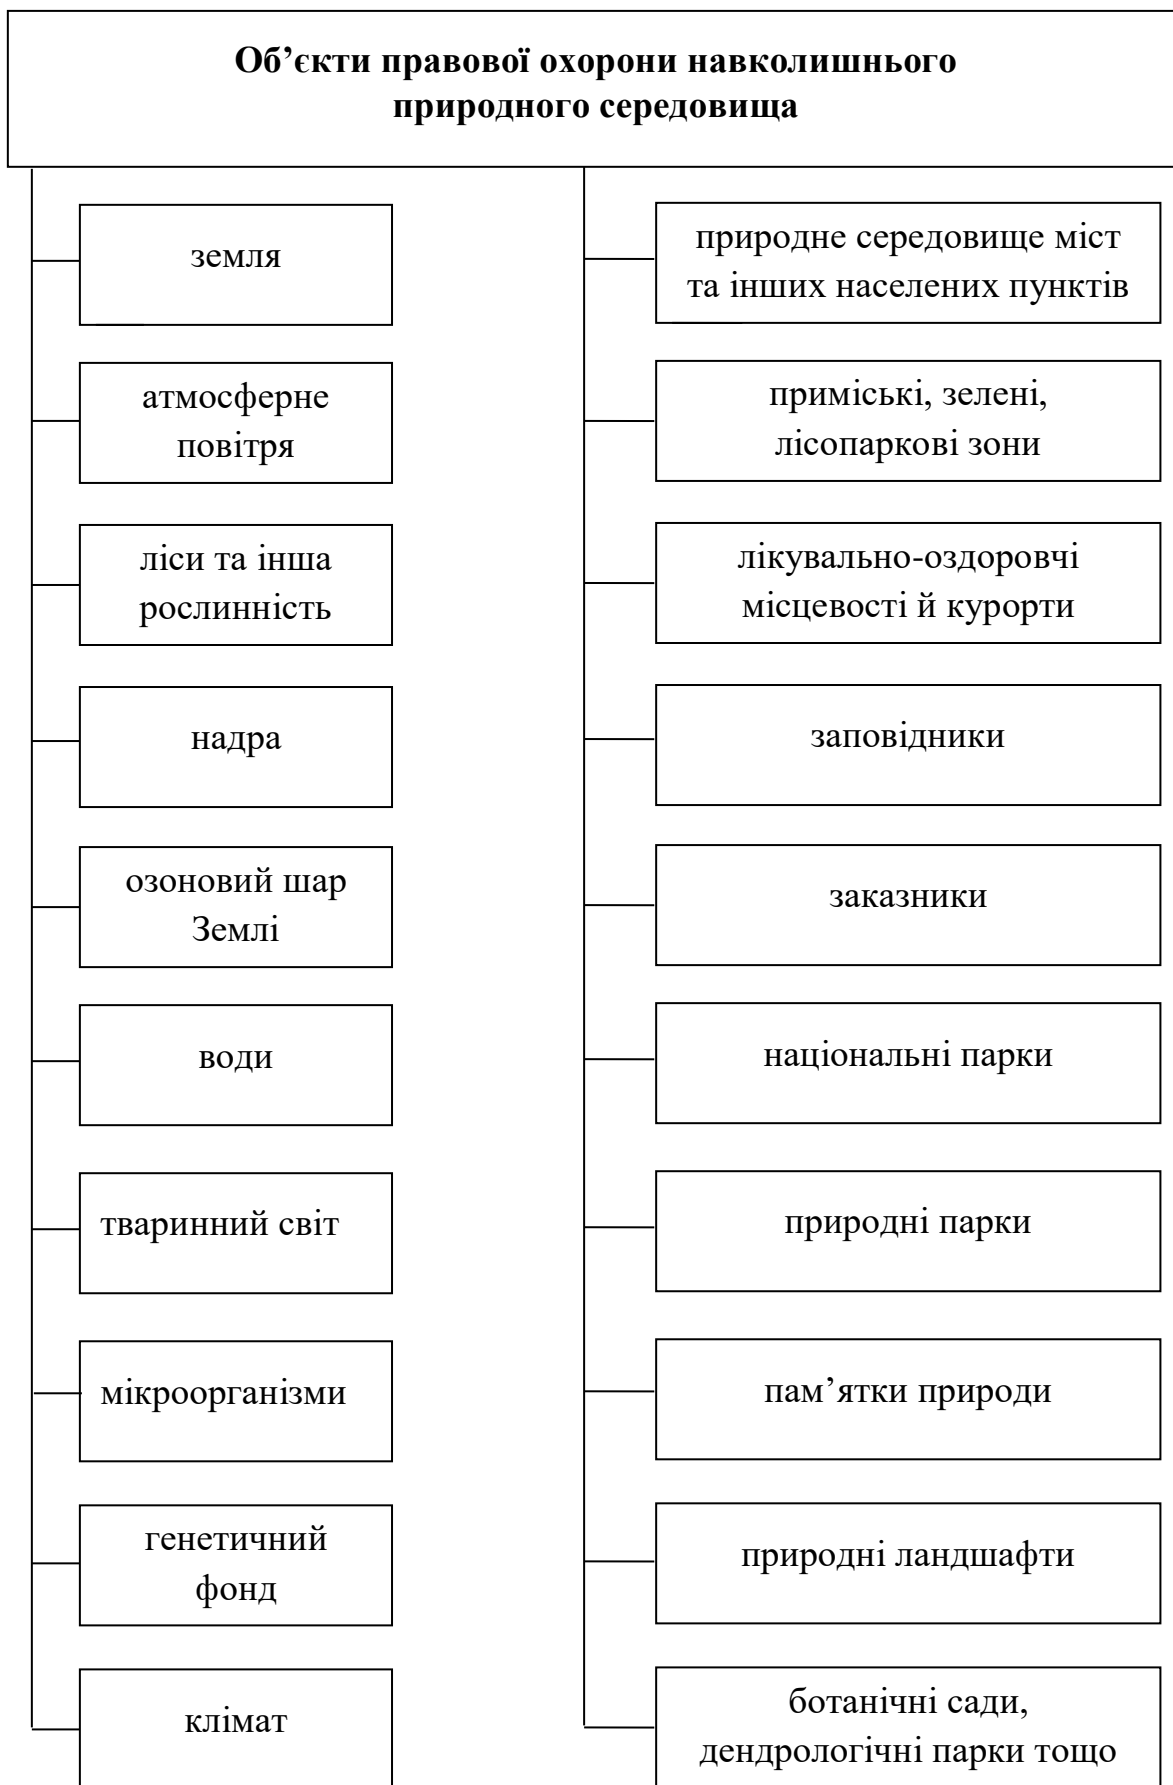 Об’єкти правової охорони навколишнього
природного середовища
земля
атмосферне
повітря
ліси та інша
рослинність
надра
озоновий шар
Землі
води
тваринний світ
мікроорганізми
генетичний
фонд
клімат
природне середовище міст
та інших населених пунктів
приміські, зелені,
лісопаркові зони
лікувально-оздоровчі
місцевості й курорти
заповідники
заказники
національні парки
природні парки
пам’ятки природи
природні ландшафти
ботанічні сади,
дендрологічні парки тощо